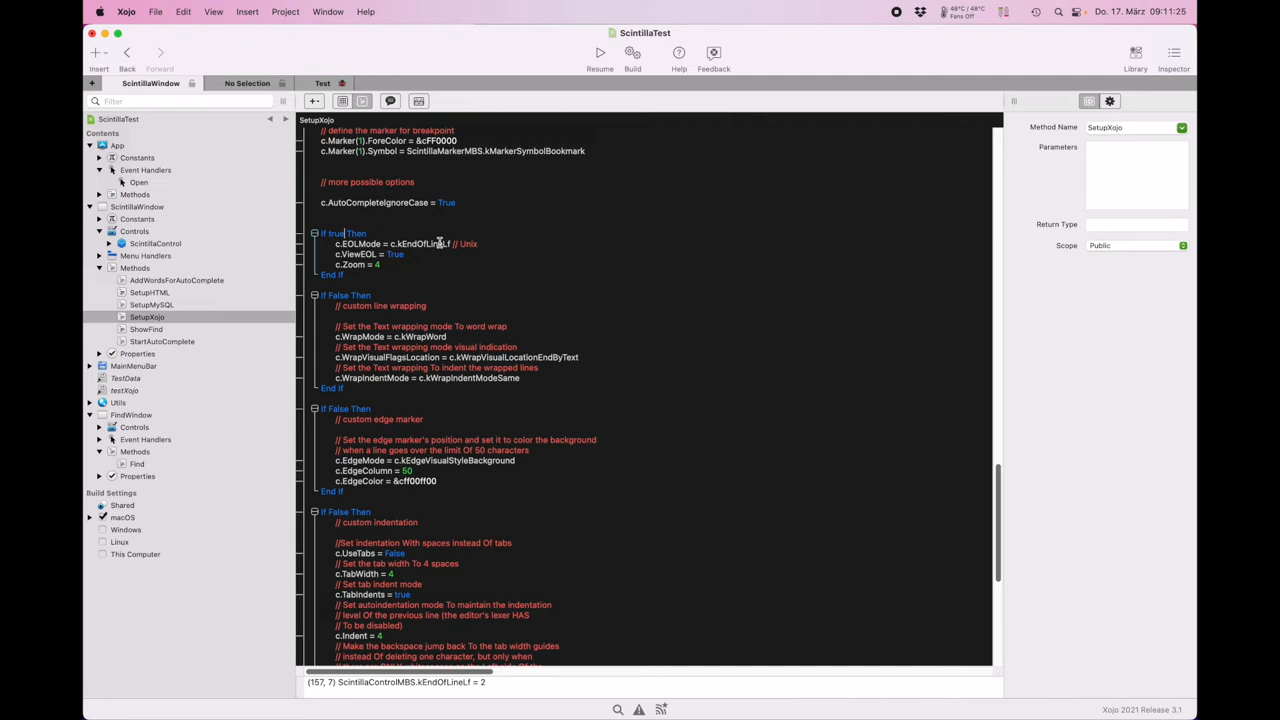 Xojo File Edit View Insert Project Window Help
48°C / 48°C
Fans Off
Do. 17. März 09:11:25
ScintillaTest
Insert Back Forward Resume Build Help Feedback Library Inspector
ScintillaWindow No Selection Test
Filter
ScintillaTest
Contents
App
Constants
Event Handlers
Open
Methods
ScintillaWindow
Constants
Controls
ScintillaControl
Menu Handlers
Methods
AddWordsForAutoComplete
SetupHTML
SetupMySQL
SetupXojo
ShowFind
StartAutoComplete
Properties
MainMenuBar
TestData
testXojo
Utils
FindWindow
Controls
Event Handlers
Methods
Find
Properties
Build Settings
Shared
macOS
Windows
Linux
This Computer
SetupXojo
// define the marker for breakpoint
c.Marker(1).ForeColor = &cFF0000
c.Marker(1).Symbol = ScintillaMarkerMBS.kMarkerSymbolBookmark
// more possible options
c.AutoCompleteIgnoreCase = True
If true Then
c.EOLMode = c.kEndOfLineLf // Unix
c.ViewEOL = True
c.Zoom = 4
End If
If False Then
// custom line wrapping
// Set the Text wrapping mode To word wrap
c.WrapMode = c.kWrapWord
// Set the Text wrapping mode visual indication
c.WrapVisualFlagsLocation = c.kWrapVisualLocationEndByText
// Set the Text wrapping To indent the wrapped lines
c.WrapIndentMode = c.kWrapIndentModeSame
End If
If False Then
// custom edge marker
// Set the edge marker's position and set it to color the background
// when a line goes over the limit Of 50 characters
c.EdgeMode = c.kEdgeVisualStyleBackground
c.EdgeColumn = 50
c.EdgeColor = &cff00ff00
End If
If False Then
// custom indentation
//Set indentation With spaces instead Of tabs
c.UseTabs = False
// Set the tab width To 4 spaces
c.TabWidth = 4
// Set tab indent mode
c.TabIndents = true
// Set autoindentation mode To maintain the indentation
// level Of the previous line (the editor's lexer HAS
// To be disabled)
c.Indent = 4
// Make the backspace jump back To the tab width guides
// instead Of deleting one character, but only when
(157, 7) ScintillaControlMBS.kEndOfLineLf = 2
ID
Method Name SetupXojo
Parameters
Return Type
Scope Public
Xojo 2021 Release 3.1